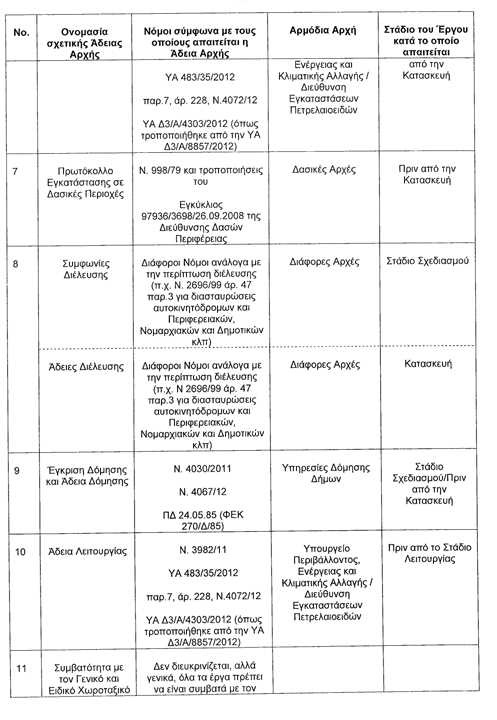 No.
Ονομασία
σχετικής Άδειας
Αρχής
Νόμοι σύμφωνα με τους
οποίους απαιτείται η
Άδεια Αρχής
Αρμόδια Αρχή
Στάδιο του Έργου
κατά το οποίο
απαιτείται
ΥΑ 483/35/2012
παρ.7, άρ. 228, Ν.4072/12
ΥΑ Δ3/Α/4303/2012 (όπως
τροποποιήθηκε από την ΥΑ
Δ3/Α/8857/2012)
Ενέργειας και
Κλιματικής Αλλαγής /
Διεύθυνση
Εγκαταστάσεων
Πετρελαιοειδών
από την
Κατασκευή
7
Πρωτόκολλο
Εγκατάστασης σε
Δασικές Περιοχές
Ν. 998/79 και τροποποιήσεις
του
Εγκύκλιος
97936/3698/26.09.2008 της
Διεύθυνσης Δασών
Περιφέρειας
Δασικές Αρχές
Πριν από την
Κατασκευή
8
Συμφωνίες
Διέλευσης
Διάφοροι Νόμοι ανάλογα με
την περίπτωση διέλευσης
(π.χ. Ν. 2696/99 άρ. 47
παρ.3 για διασταυρώσεις
αυτοκινητόδρομων και
Περιφερειακών,
Νομαρχιακών και Δημοτικών
κλπ)
Διάφορες Αρχές
Στάδιο Σχεδιασμού
Άδειες Διέλευσης
Διάφοροι Νόμοι ανάλογα με
την περίπτωση διέλευσης
(π.χ. Ν 2696/99 άρ. 47
παρ.3 για διασταυρώσεις
αυτοκινητόδρομων και
Περιφερειακών,
Νομαρχιακών και Δημοτικών
κλπ)
Διάφορες Αρχές
Κατασκευή
9
Έγκριση Δόμησης
και Άδεια Δόμησης
Ν. 4030/2011
Ν. 4067/12
ΠΔ 24.05.85 (ΦΕΚ
270/Δ/85)
Υπηρεσίες Δόμησης
Δήμων
Στάδιο
Σχεδιασμού/Πριν
από την
Κατασκευή
10
Άδεια Λειτουργίας
Ν. 3982/11
ΥΑ 483/35/2012
παρ.7, άρ. 228, Ν.4072/12
ΥΑ Δ3/Α/4303/2012 (όπως
τροποποιήθηκε από την ΥΑ
Δ3/Α/8857/2012)
Υπουργείο
Περιβάλλοντος,
Ενέργειας και
Κλιματικής Αλλαγής /
Διεύθυνση
Εγκαταστάσεων
Πετρελαιοειδών
Πριν από το Στάδιο
Λειτουργίας
11
Συμβατότητα με
τον Γενικό και
Ειδικό Χωροταξικό
Δεν διευκρινίζεται, αλλά
γενικά, όλα τα έργα πρέπει
να είναι συμβατά με τον